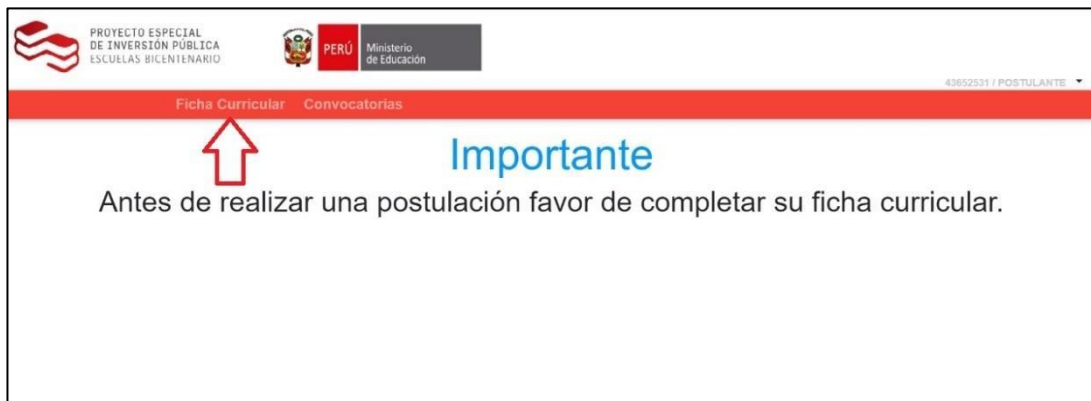 PROYECTO ESPECIAL
DE INVERSIÓN PÚBLICA
ESCUELAS BICENTENARIO
PERÚ
Ministerio
de Educación
43652531 / POSTULANTE
Ficha Curricular Convocatorias
Importante
Antes de realizar una postulación favor de completar su ficha curricular.